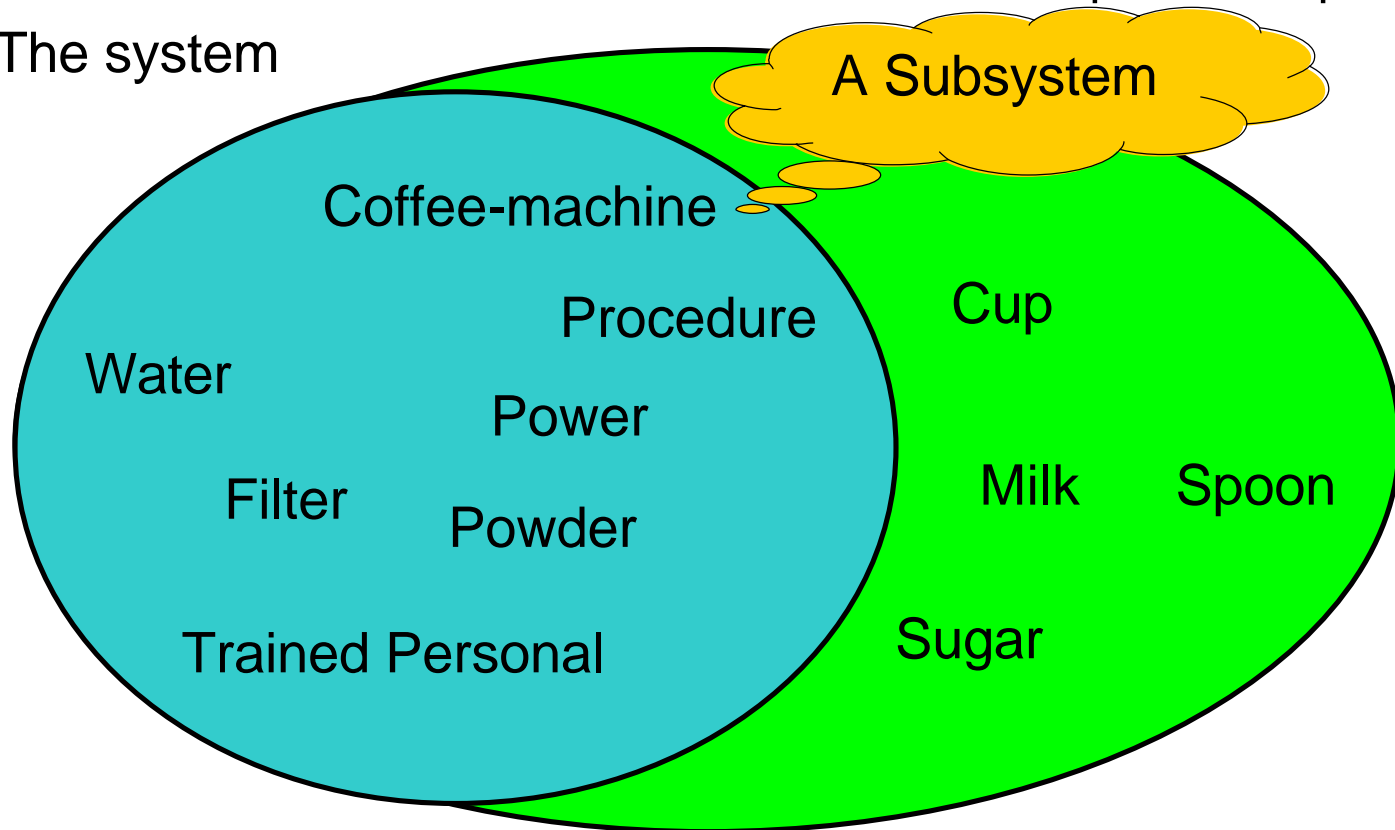 The system
A Subsystem
Coffee-machine
Procedure
Cup
Water
Power
Filter
Powder
Milk
Spoon
Trained Personal
Sugar